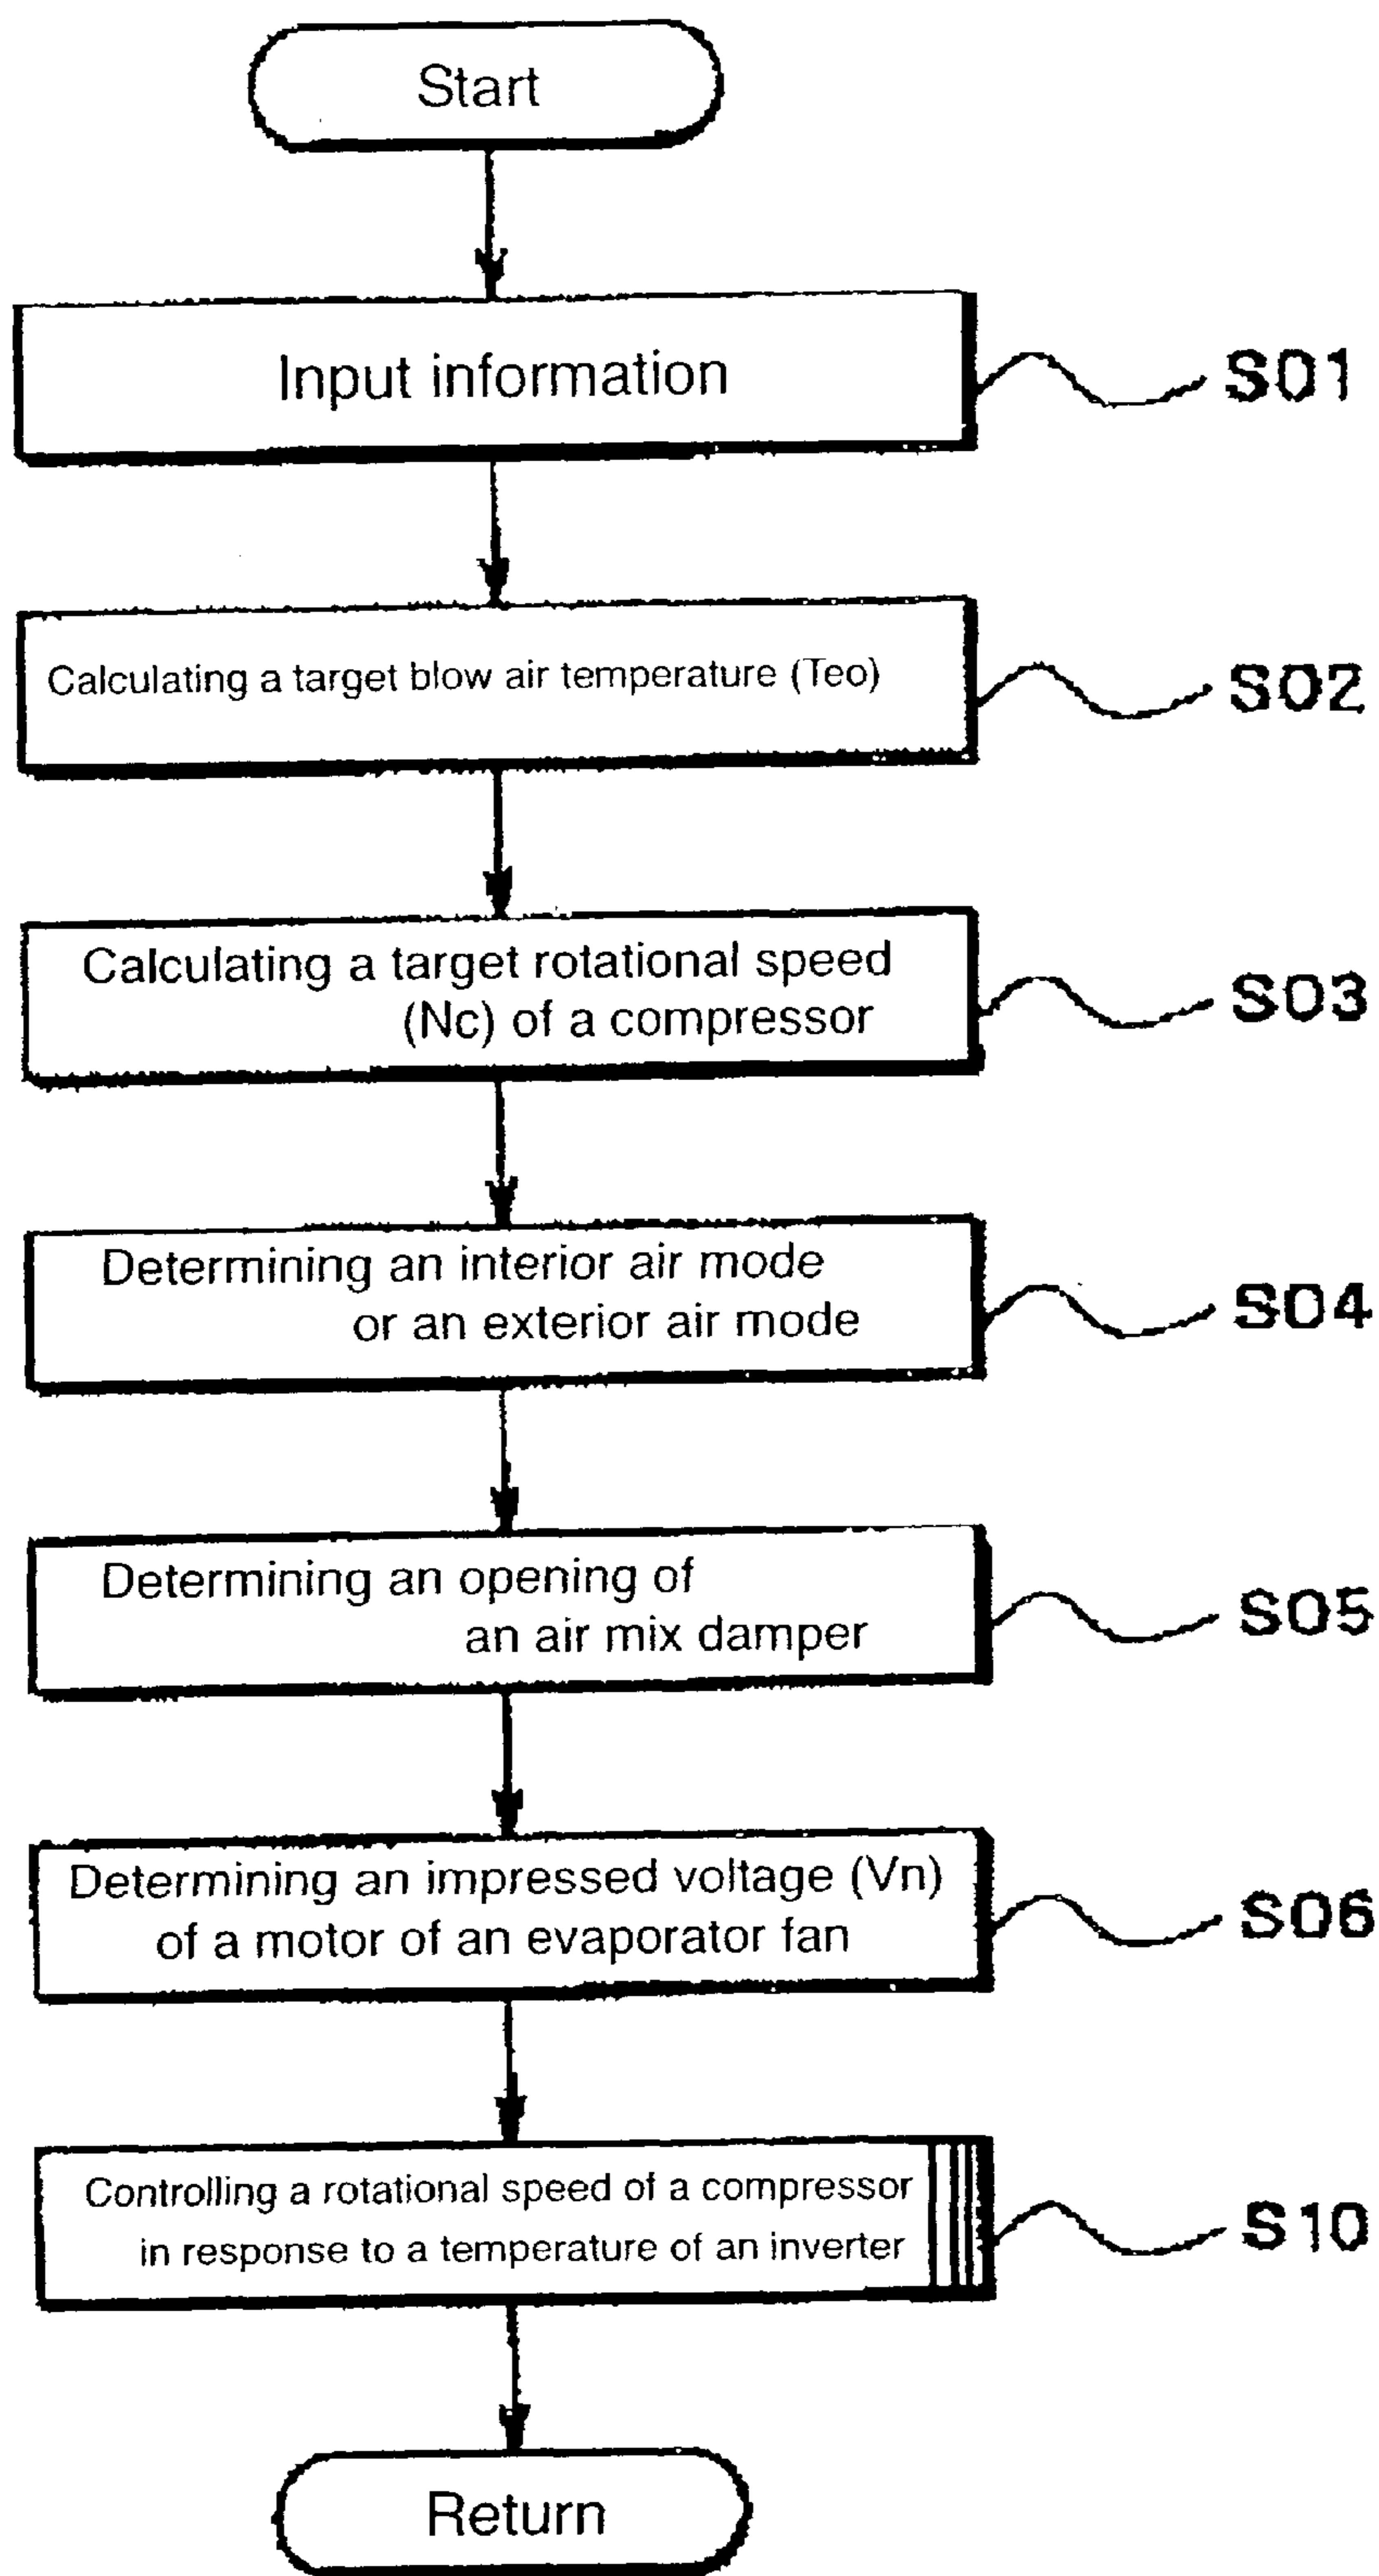 Start
Input information
S01
Calculating a target blow air temperature (Teo)
S02
Calculating a target rotational speed
(Nc) of a compressor
S03
Determining an interior air mode
or an exterior air mode
S04
Determining an opening of
an air mix damper
S05
Determining an impressed voltage (Vn)
of a motor of an evaporator fan
S06
Controlling a rotational speed of a compressor
in response to a temperature of an inverter
S10
Return